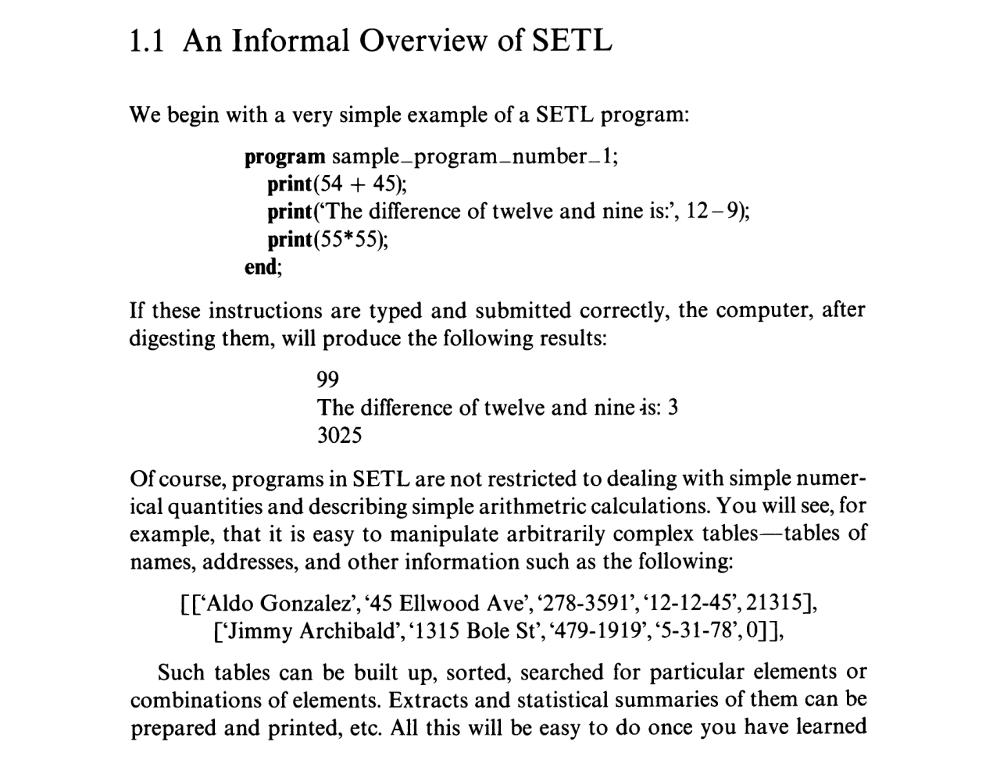 1.1 An Informal Overview of SETL
We begin with a very simple example of a SETL program:
program sample_program_number_1;
print(54 + 45);
print(‘The difference of twelve and nine is:’, 12–9);
print(55*55);
end;
If these instructions are typed and submitted correctly, the computer, after
digesting them, will produce the following results:
99
The difference of twelve and nine is: 3
3025
Of course, programs in SETL are not restricted to dealing with simple numer-
ical quantities and describing simple arithmetric calculations. You will see, for
example, that it is easy to manipulate arbitrarily complex tables—tables of
names, addresses, and other information such as the following:
[[‘Aldo Gonzalez’, ‘45 Ellwood Ave’, ‘278-3591’, ‘12-12-45’, 21315],
[‘Jimmy Archibald’, ‘1315 Bole St’, ‘479-1919’, ‘5-31-78’, 0]],
Such tables can be built up, sorted, searched for particular elements or
combinations of elements. Extracts and statistical summaries of them can be
prepared and printed, etc. All this will be easy to do once you have learned